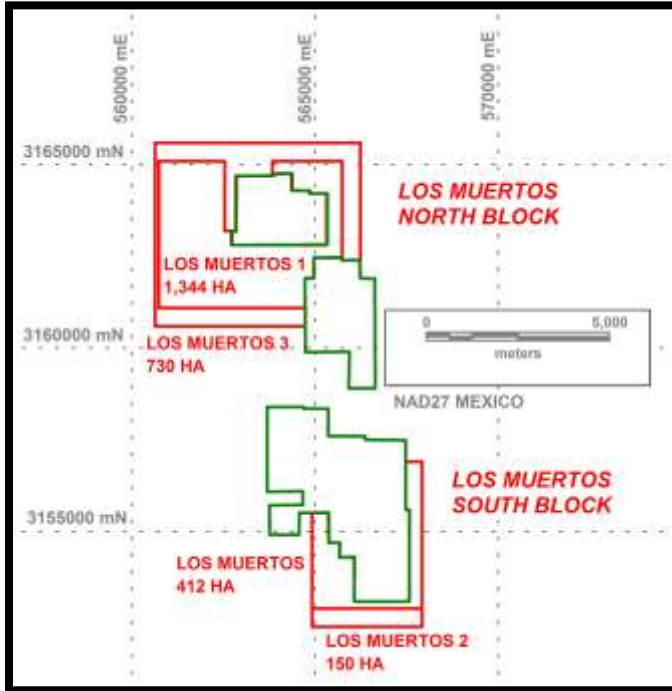 560000 mE
565000 mE
570000 mE
3165000 mN
LOS MUERTOS
NORTH BLOCK
LOS MUERTOS 1
1,344 HA
LOS MUERTOS 3
730 HA
3160000 mN
0 5,000
meters
NAD27 MEXICO
LOS MUERTOS
SOUTH BLOCK
3155000 mN
LOS MUERTOS
412 HA
LOS MUERTOS 2
150 HA